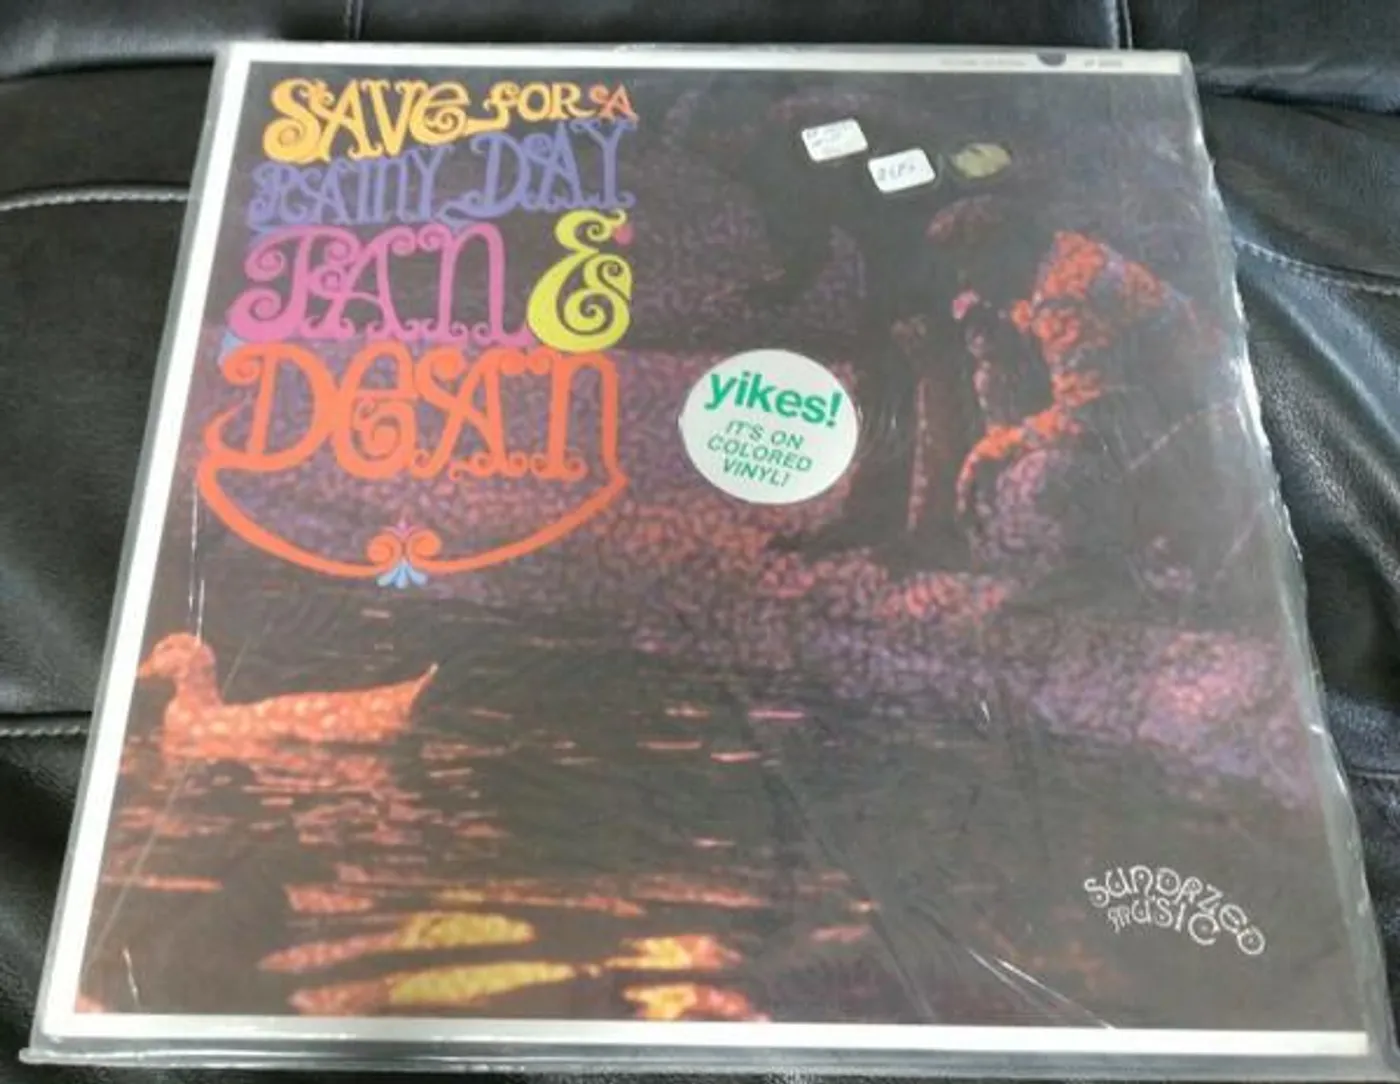 SAVE FOR A
RAINY DAY
JAN &
DEAN
yikes!
IT'S ON
COLORED
VINYL!
SUNDAZED
MUSIC